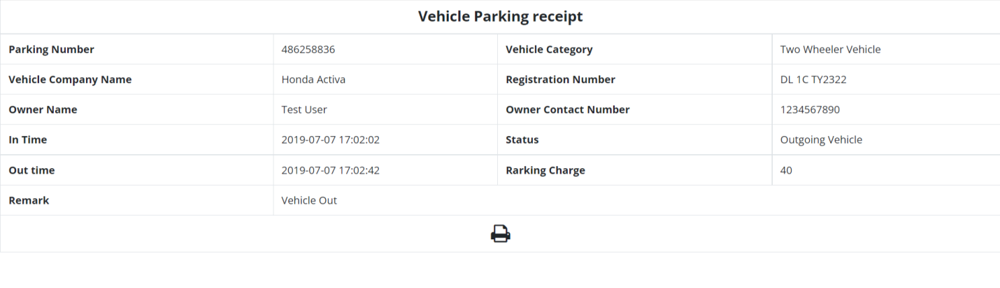 Vehicle Parking receipt
Parking Number 486258836 Vehicle Category Two Wheeler Vehicle
Vehicle Company Name Honda Activa Registration Number DL 1C TY2322
Owner Name Test User Owner Contact Number 1234567890
In Time 2019-07-07 17:02:02 Status Outgoing Vehicle
Out time 2019-07-07 17:02:42 Rarking Charge 40
Remark Vehicle Out